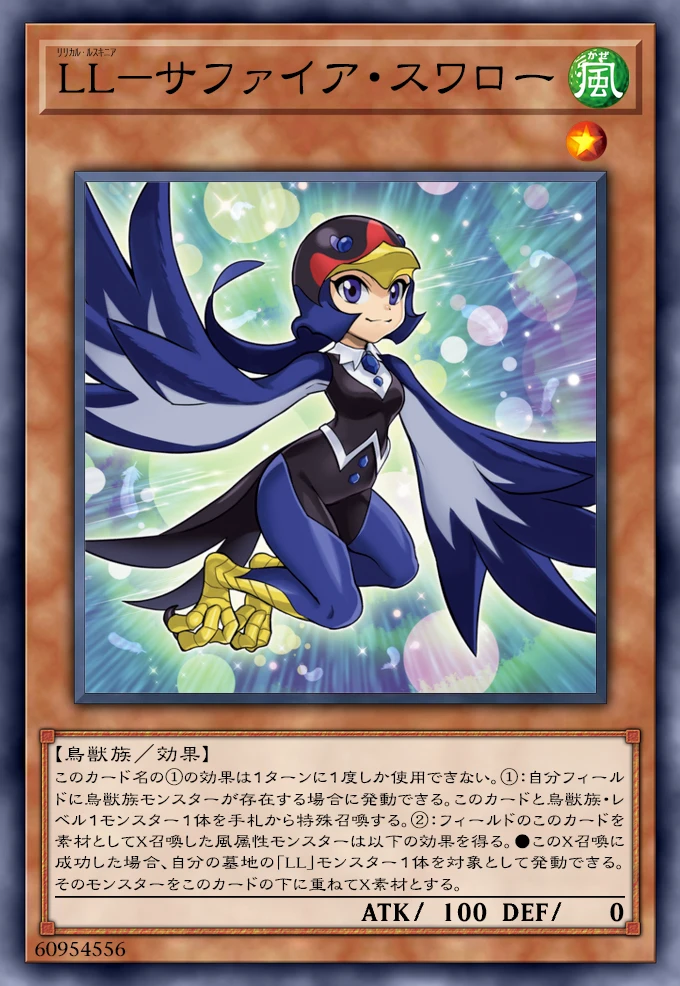 リリカル・ルスキニア
LL－サファイア・スワロー
かぜ
風
【鳥獣族／効果】
このカード名の①の効果は１ターンに１度しか使用できない。①：自分フィール
ドに鳥獣族モンスターが存在する場合に発動できる。このカードと鳥獣族・レ
ベル１モンスター１体を手札から特殊召喚する。②：フィールドのこのカードを
素材としてX召喚した風属性モンスターは以下の効果を得る。●このX召喚に
成功した場合、自分の墓地の「LL」モンスター１体を対象として発動できる。
そのモンスターをこのカードの下に重ねてX素材とする。
ATK/ 100 DEF/ 0
60954556